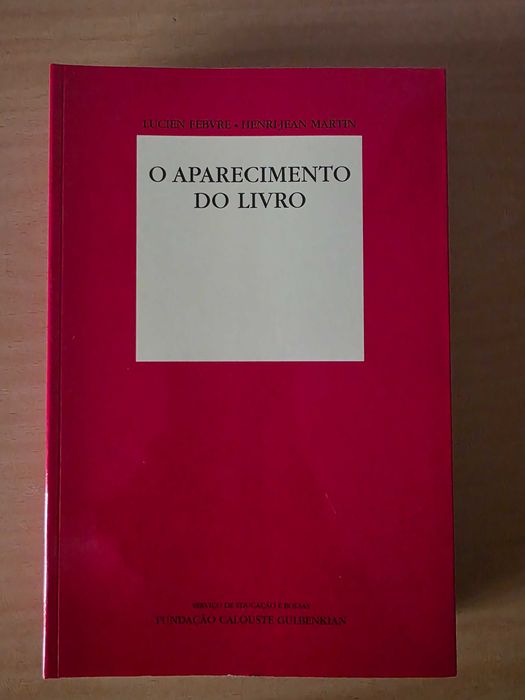 LUCIEN FEBVRE • HENRI-JEAN MARTIN
O APARECIMENTO
DO LIVRO
SERVIÇO DE EDUCAÇÃO E BOLSAS
FUNDAÇÃO CALOUSTE GULBENKIAN